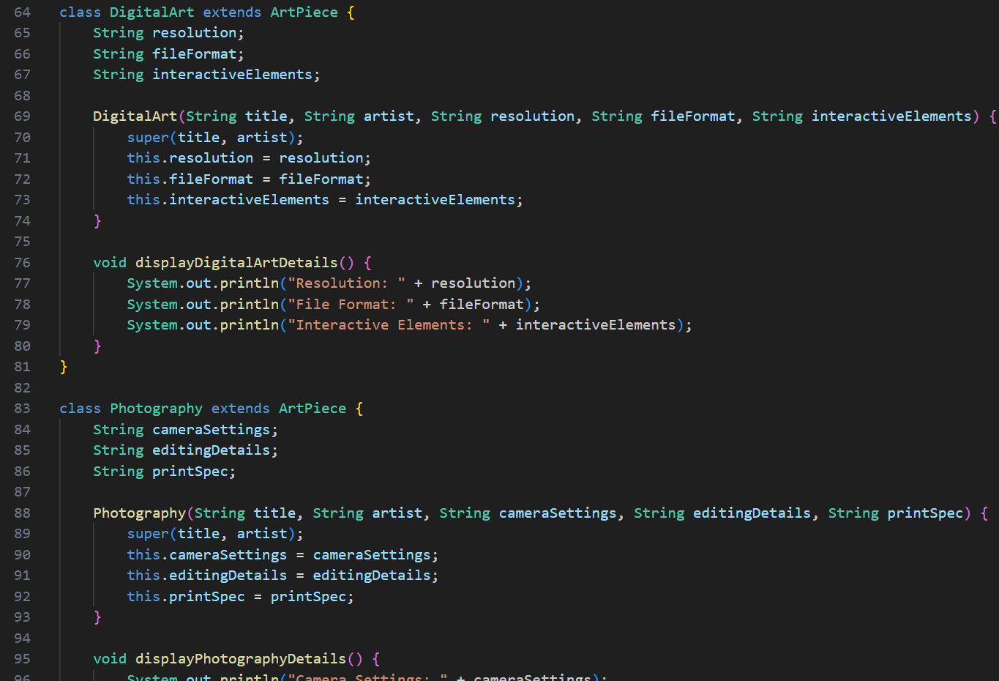 64 class DigitalArt extends ArtPiece {
65     String resolution;
66     String fileFormat;
67     String interactiveElements;
68
69     DigitalArt(String title, String artist, String resolution, String fileFormat, String interactiveElements) {
70         super(title, artist);
71         this.resolution = resolution;
72         this.fileFormat = fileFormat;
73         this.interactiveElements = interactiveElements;
74     }
75
76     void displayDigitalArtDetails() {
77         System.out.println("Resolution: " + resolution);
78         System.out.println("File Format: " + fileFormat);
79         System.out.println("Interactive Elements: " + interactiveElements);
80     }
81 }
82
83 class Photography extends ArtPiece {
84     String cameraSettings;
85     String editingDetails;
86     String printSpec;
87
88     Photography(String title, String artist, String cameraSettings, String editingDetails, String printSpec) {
89         super(title, artist);
90         this.cameraSettings = cameraSettings;
91         this.editingDetails = editingDetails;
92         this.printSpec = printSpec;
93     }
94
95     void displayPhotographyDetails() {
96         System.out.println("Camera Settings: " + cameraSettings);